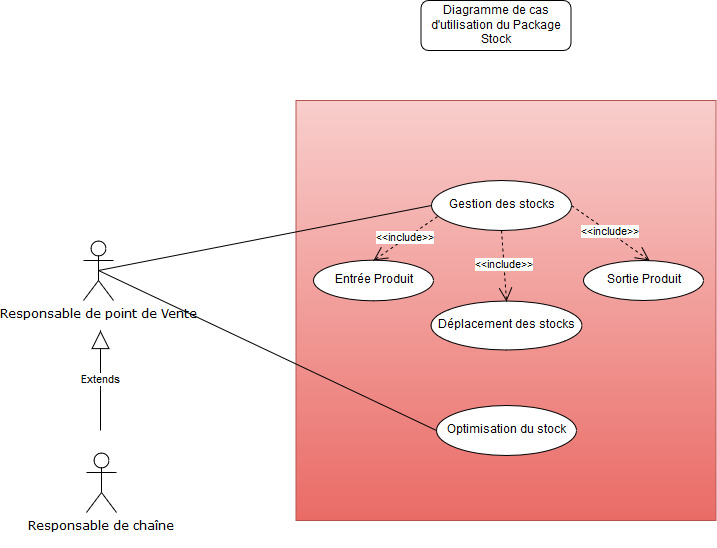 Diagramme de cas
d'utilisation du Package
Stock
Gestion des stocks
<<include>>
<<include>>
<<include>>
Entrée Produit
Sortie Produit
Responsable de point de Vente
Déplacement des stocks
Extends
Optimisation du stock
Responsable de chaîne